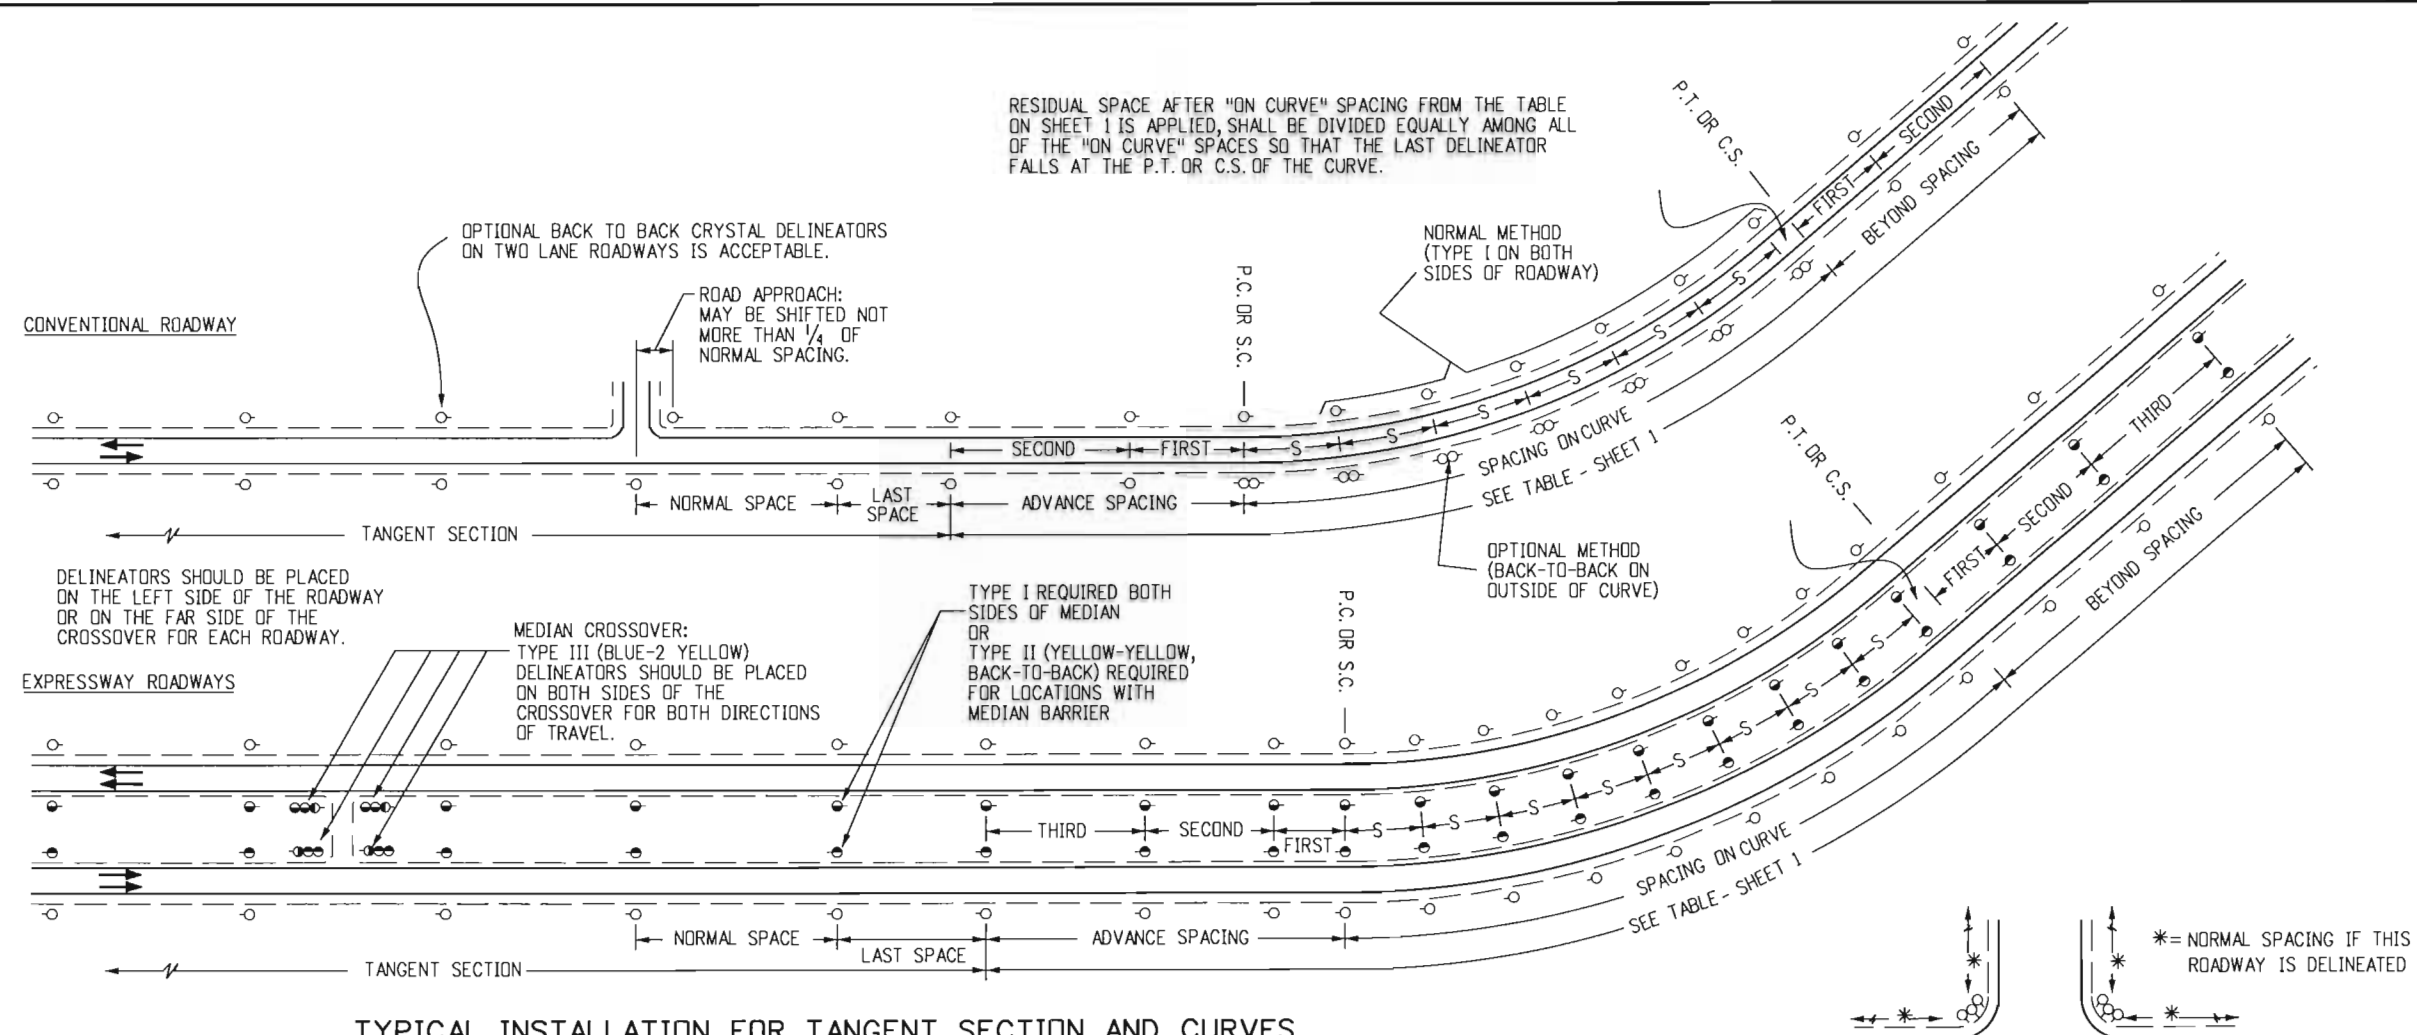 RESIDUAL SPACE AFTER "ON CURVE" SPACING FROM THE TABLE
ON SHEET 1 IS APPLIED, SHALL BE DIVIDED EQUALLY AMONG ALL
OF THE "ON CURVE" SPACES SO THAT THE LAST DELINEATOR
FALLS AT THE P.T. OR C.S. OF THE CURVE.
P.T. OR C.S.
SECOND
FIRST
BEYOND SPACING
OPTIONAL BACK TO BACK CRYSTAL DELINEATORS
ON TWO LANE ROADWAYS IS ACCEPTABLE.
NORMAL METHOD
(TYPE I ON BOTH
SIDES OF ROADWAY)
P.C. OR S.C.
ROAD APPROACH:
MAY BE SHIFTED NOT
MORE THAN 1/4 OF
NORMAL SPACING.
CONVENTIONAL ROADWAY
SECOND
FIRST
S
S
S
S
S
S
SPACING ON CURVE
SEE TABLE - SHEET 1
NORMAL SPACE
LAST
SPACE
ADVANCE SPACING
TANGENT SECTION
OPTIONAL METHOD
(BACK-TO-BACK ON
OUTSIDE OF CURVE)
DELINEATORS SHOULD BE PLACED
ON THE LEFT SIDE OF THE ROADWAY
OR ON THE FAR SIDE OF THE
CROSSOVER FOR EACH ROADWAY.
MEDIAN CROSSOVER:
TYPE III (BLUE-2 YELLOW)
DELINEATORS SHOULD BE PLACED
ON BOTH SIDES OF THE
CROSSOVER FOR BOTH DIRECTIONS
OF TRAVEL.
TYPE I REQUIRED BOTH
SIDES OF MEDIAN
OR
TYPE II (YELLOW-YELLOW,
BACK-TO-BACK) REQUIRED
FOR LOCATIONS WITH
MEDIAN BARRIER
P.C. OR S.C.
P.T. OR C.S.
EXPRESSWAY ROADWAYS
THIRD
SECOND
FIRST
BEYOND SPACING
THIRD
SECOND
FIRST
S
S
S
S
S
S
S
S
SPACING ON CURVE
SEE TABLE - SHEET 1
NORMAL SPACE
LAST SPACE
ADVANCE SPACING
TANGENT SECTION
*= NORMAL SPACING IF THIS
ROADWAY IS DELINEATED
*
*
*
*
TYPICAL INSTALLATION FOR TANGENT SECTION AND CURVES